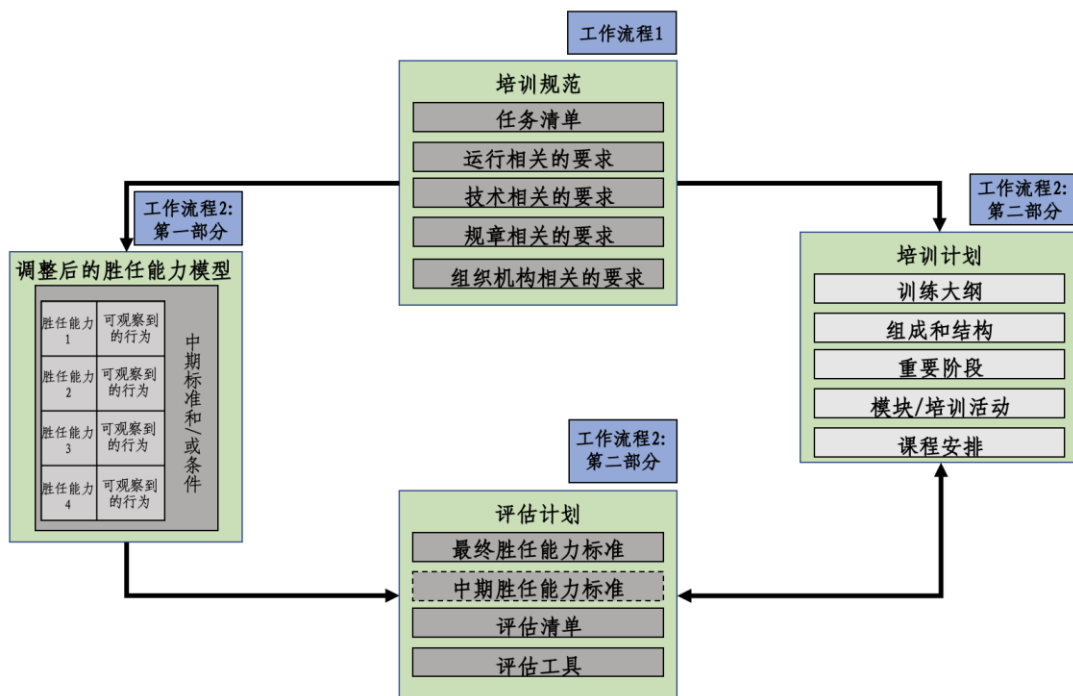 工作流程1
培训规范
任务清单
运行相关的要求
技术相关的要求
规章相关的要求
组织机构相关的要求
工作流程2:
第一部分
调整后的胜任能力模型
胜任能力
1
可观察到
的行为
胜任能力
2
可观察到
的行为
胜任能力
3
可观察到
的行为
胜任能力
4
可观察到
的行为
中期标准和/或条件
工作流程2:
第二部分
培训计划
训练大纲
组成和结构
重要阶段
模块/培训活动
课程安排
工作流程2:
第二部分
评估计划
最终胜任能力标准
中期胜任能力标准
评估清单
评估工具